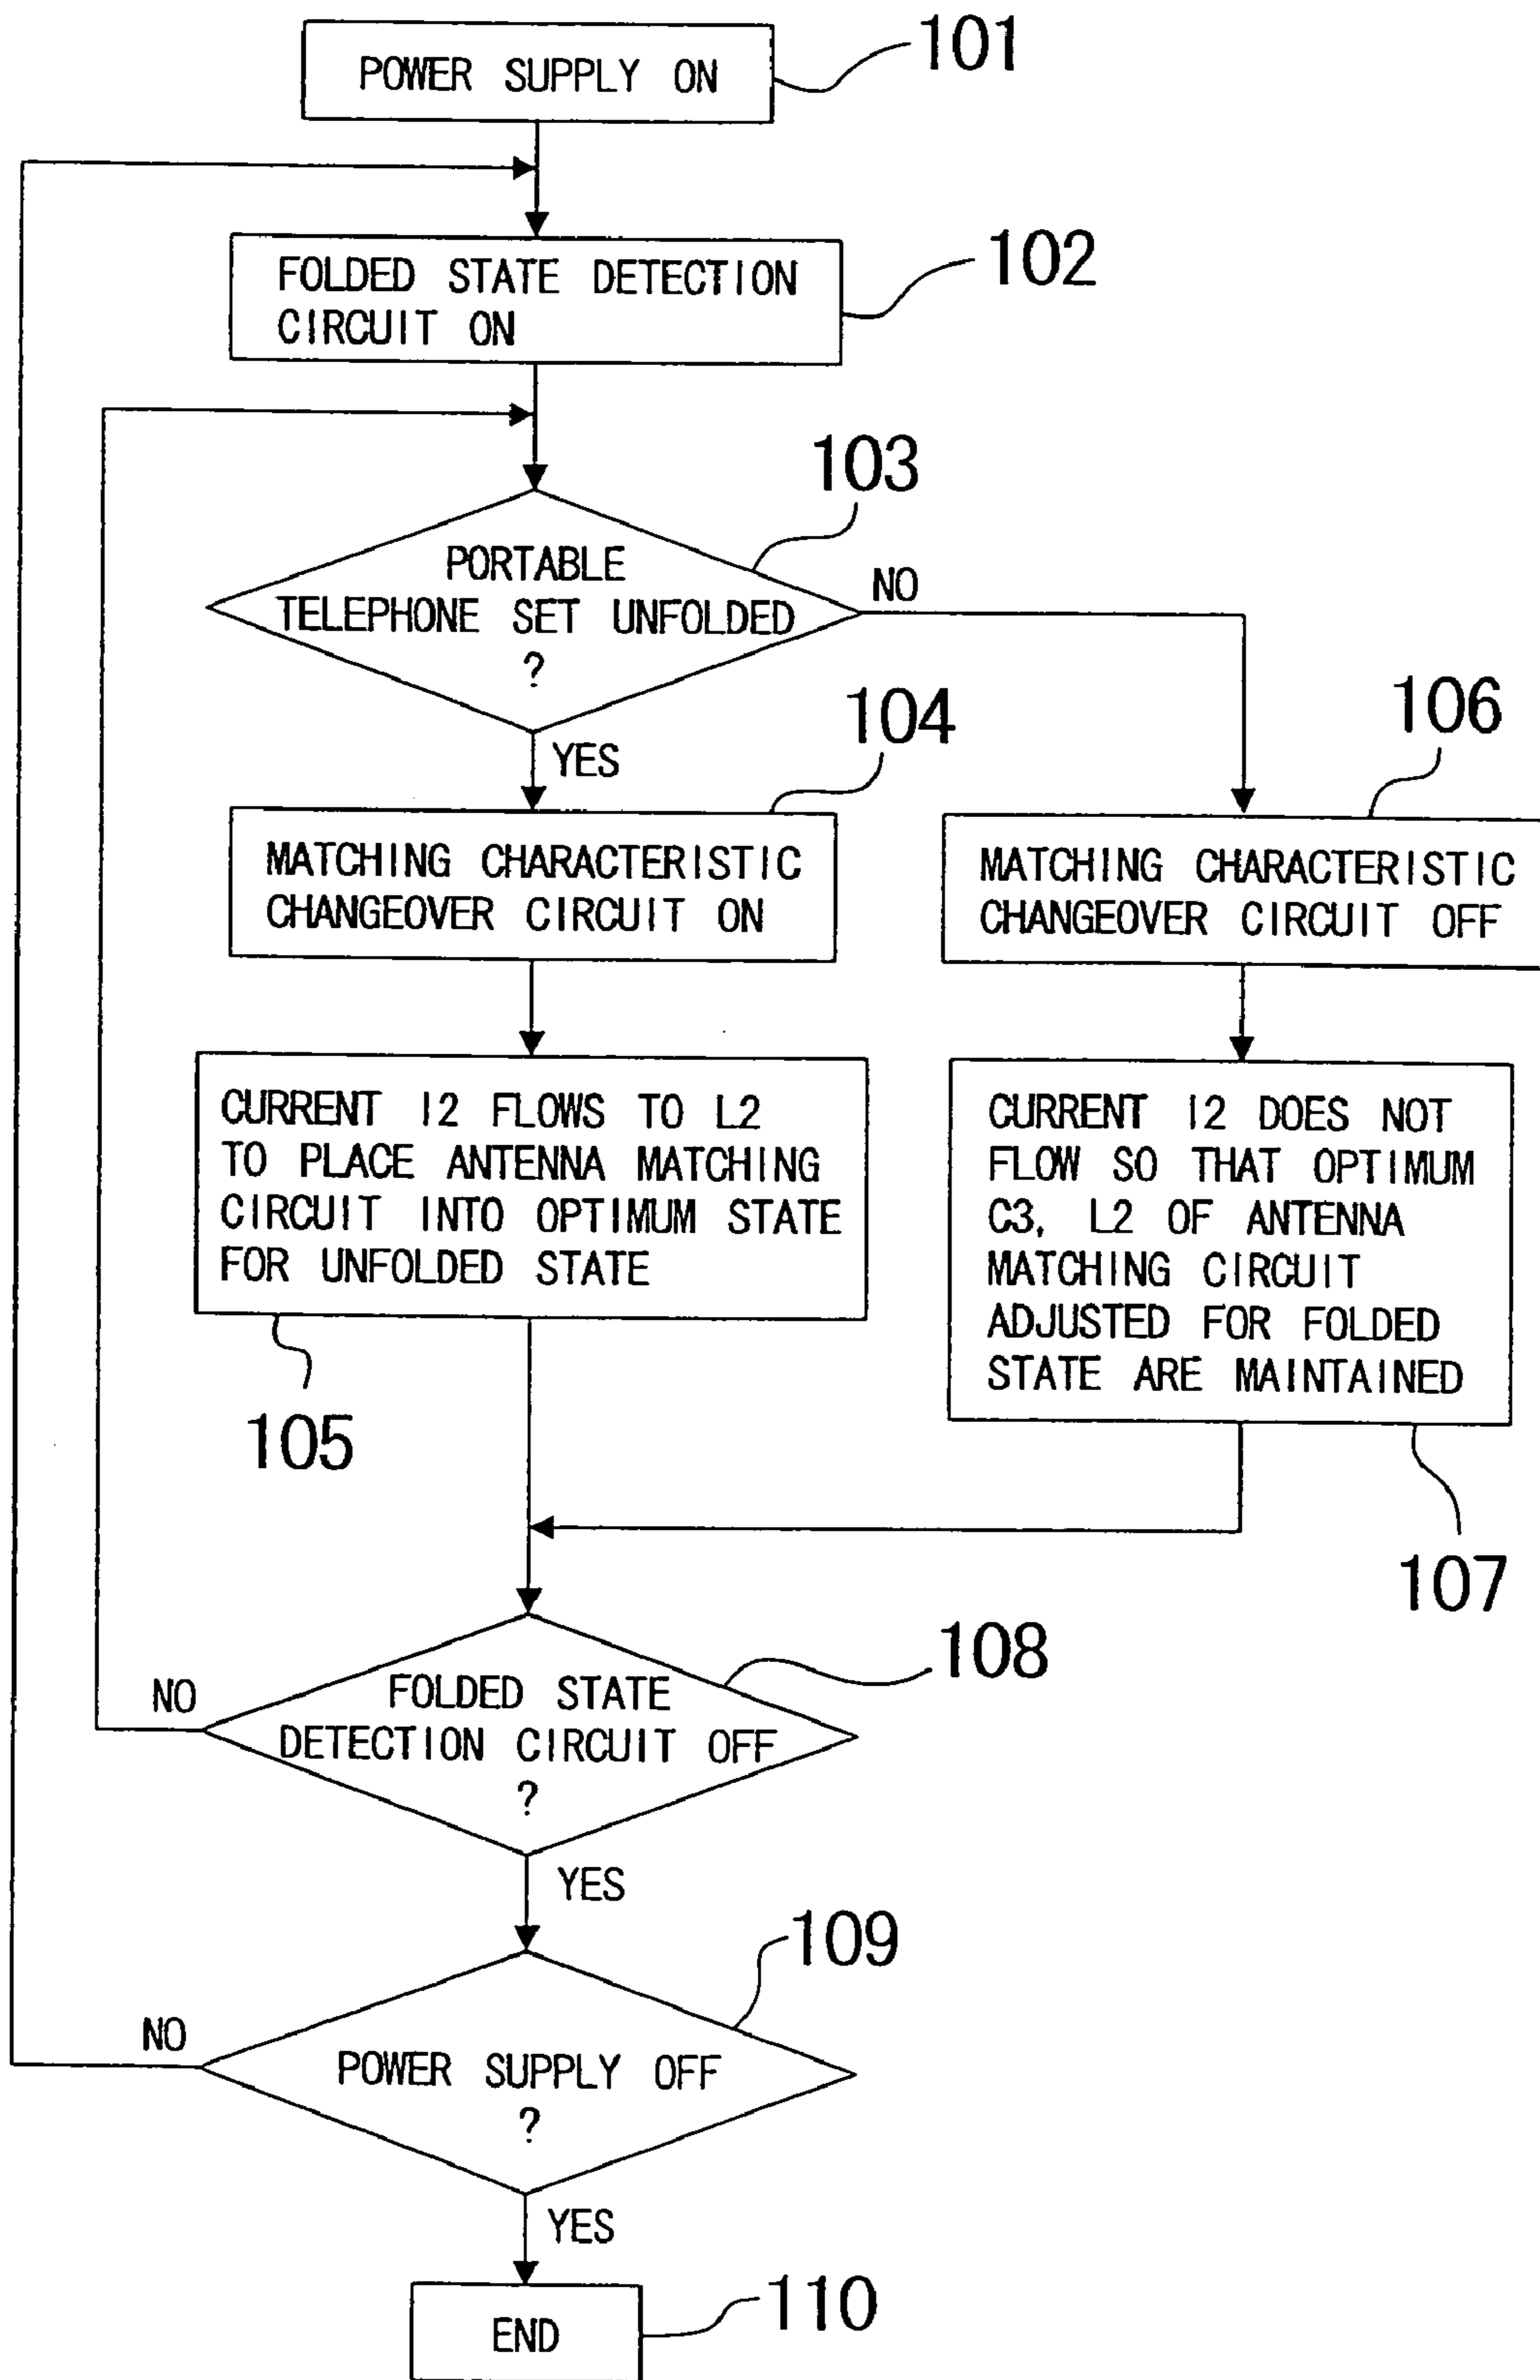 POWER SUPPLY ON
101
FOLDED STATE DETECTION
CIRCUIT ON
102
103
PORTABLE
TELEPHONE SET UNFOLDED
?
NO
YES
104
106
MATCHING CHARACTERISTIC
CHANGEOVER CIRCUIT ON
MATCHING CHARACTERISTIC
CHANGEOVER CIRCUIT OFF
CURRENT I2 FLOWS TO L2
TO PLACE ANTENNA MATCHING
CIRCUIT INTO OPTIMUM STATE
FOR UNFOLDED STATE
105
CURRENT I2 DOES NOT
FLOW SO THAT OPTIMUM
C3, L2 OF ANTENNA
MATCHING CIRCUIT
ADJUSTED FOR FOLDED
STATE ARE MAINTAINED
107
108
FOLDED STATE
DETECTION CIRCUIT OFF
?
NO
YES
109
POWER SUPPLY OFF
?
NO
YES
END
110